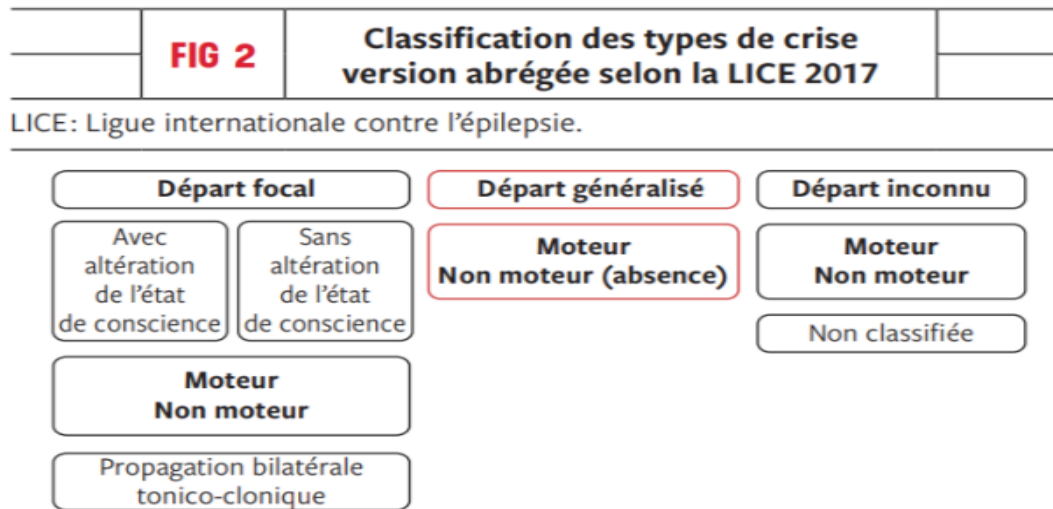 FIG 2
Classification des types de crise
version abrégée selon la LICE 2017
LICE: Ligue internationale contre l’épilepsie.
Départ focal
Avec
altération
de l’état
de conscience
Sans
altération
de l’état
de conscience
Moteur
Non moteur
Propagation bilatérale
tonico-clonique
Départ généralisé
Moteur
Non moteur (absence)
Départ inconnu
Moteur
Non moteur
Non classifiée